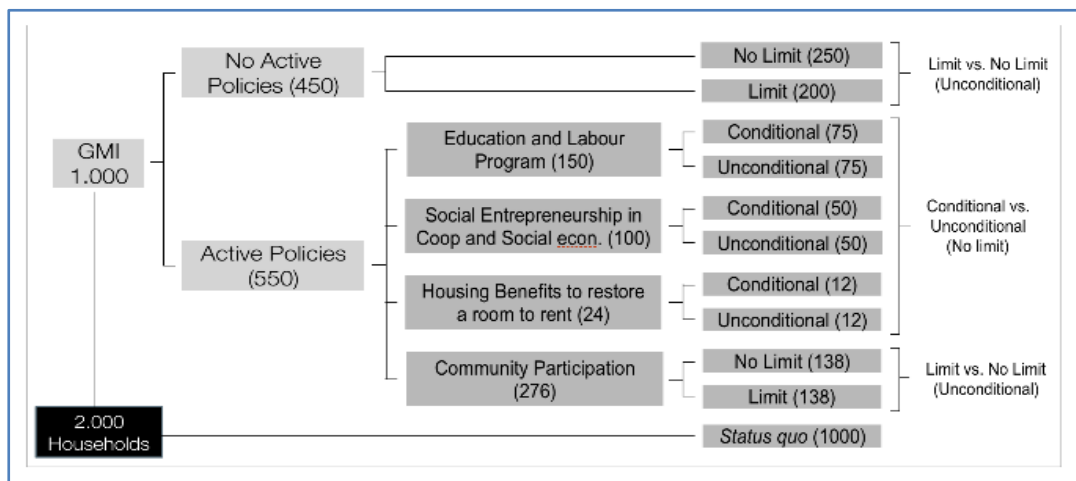 No Active
Policies (450)
No Limit (250)
Limit (200)
Limit vs. No Limit
(Unconditional)
GMI
1.000
Education and Labour
Program (150)
Conditional (75)
Unconditional (75)
Social Entrepreneurship in
Coop and Social econ. (100)
Conditional (50)
Unconditional (50)
Conditional vs.
Unconditional
(No limit)
Active Policies
(550)
Housing Benefits to restore
a room to rent (24)
Conditional (12)
Unconditional (12)
Community Participation
(276)
No Limit (138)
Limit (138)
Limit vs. No Limit
(Unconditional)
2.000
Households
Status quo (1000)